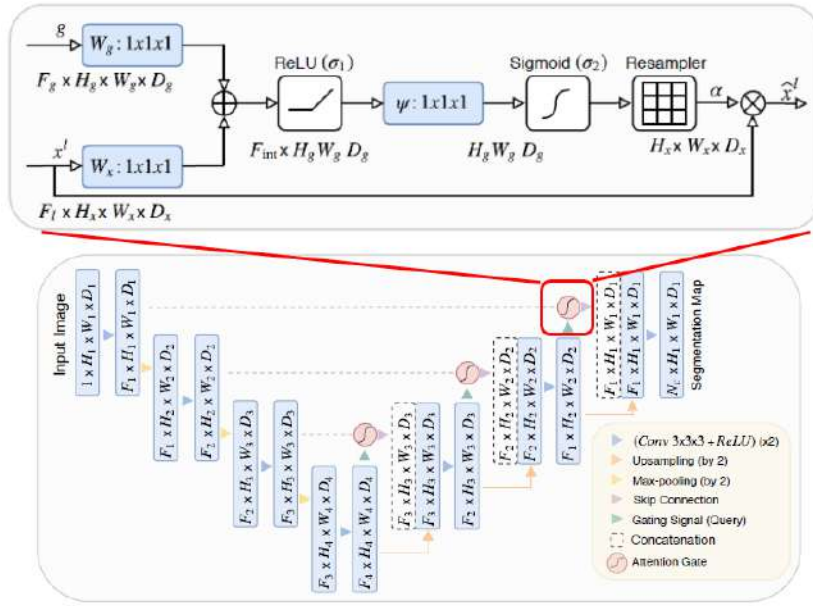 g
W_g : 1x1x1
F_g x H_g x W_g x D_g
x^l
W_x : 1x1x1
F_l x H_x x W_x x D_x
ReLU (σ_1)
F_int x H_g W_g D_g
ψ : 1x1x1
H_g W_g D_g
Sigmoid (σ_2)
Resampler
α
H_x x W_x x D_x
x̂^l
Input Image
1 x H_1 x W_1 x D_1
F_1 x H_1 x W_1 x D_1
F_1 x H_2 x W_2 x D_2
F_2 x H_2 x W_2 x D_2
F_2 x H_3 x W_3 x D_3
F_3 x H_3 x W_3 x D_3
F_3 x H_4 x W_4 x D_4
F_4 x H_4 x W_4 x D_4
F_3 x H_3 x W_3 x D_3
F_3 x H_3 x W_3 x D_3
F_2 x H_3 x W_3 x D_3
F_2 x H_2 x W_2 x D_2
F_2 x H_2 x W_2 x D_2
F_1 x H_2 x W_2 x D_2
F_1 x H_1 x W_1 x D_1
F_1 x H_1 x W_1 x D_1
N_c x H_1 x W_1 x D_1
Segmentation Map
(Conv 3x3x3 + ReLU) (x2)
Upsampling (by 2)
Max-pooling (by 2)
Skip Connection
Gating Signal (Query)
Concatanation
Attention Gate